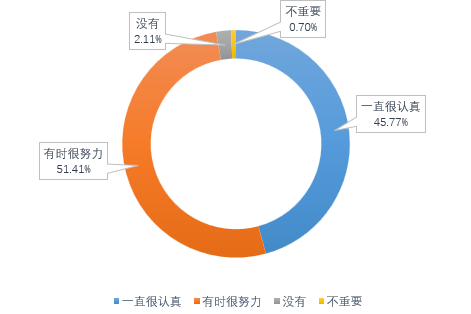 不重要
0.70%
没有
2.11%
一直很认真
45.77%
有时很努力
51.41%
一直很认真 有时很努力 没有 不重要